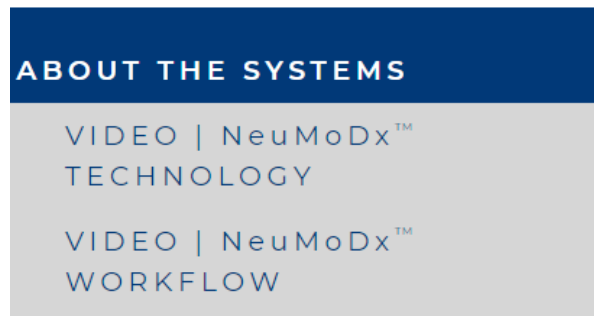 ABOUT THE SYSTEMS
VIDEO | NeuMoDx™
TECHNOLOGY
VIDEO | NeuMoDx™
WORKFLOW